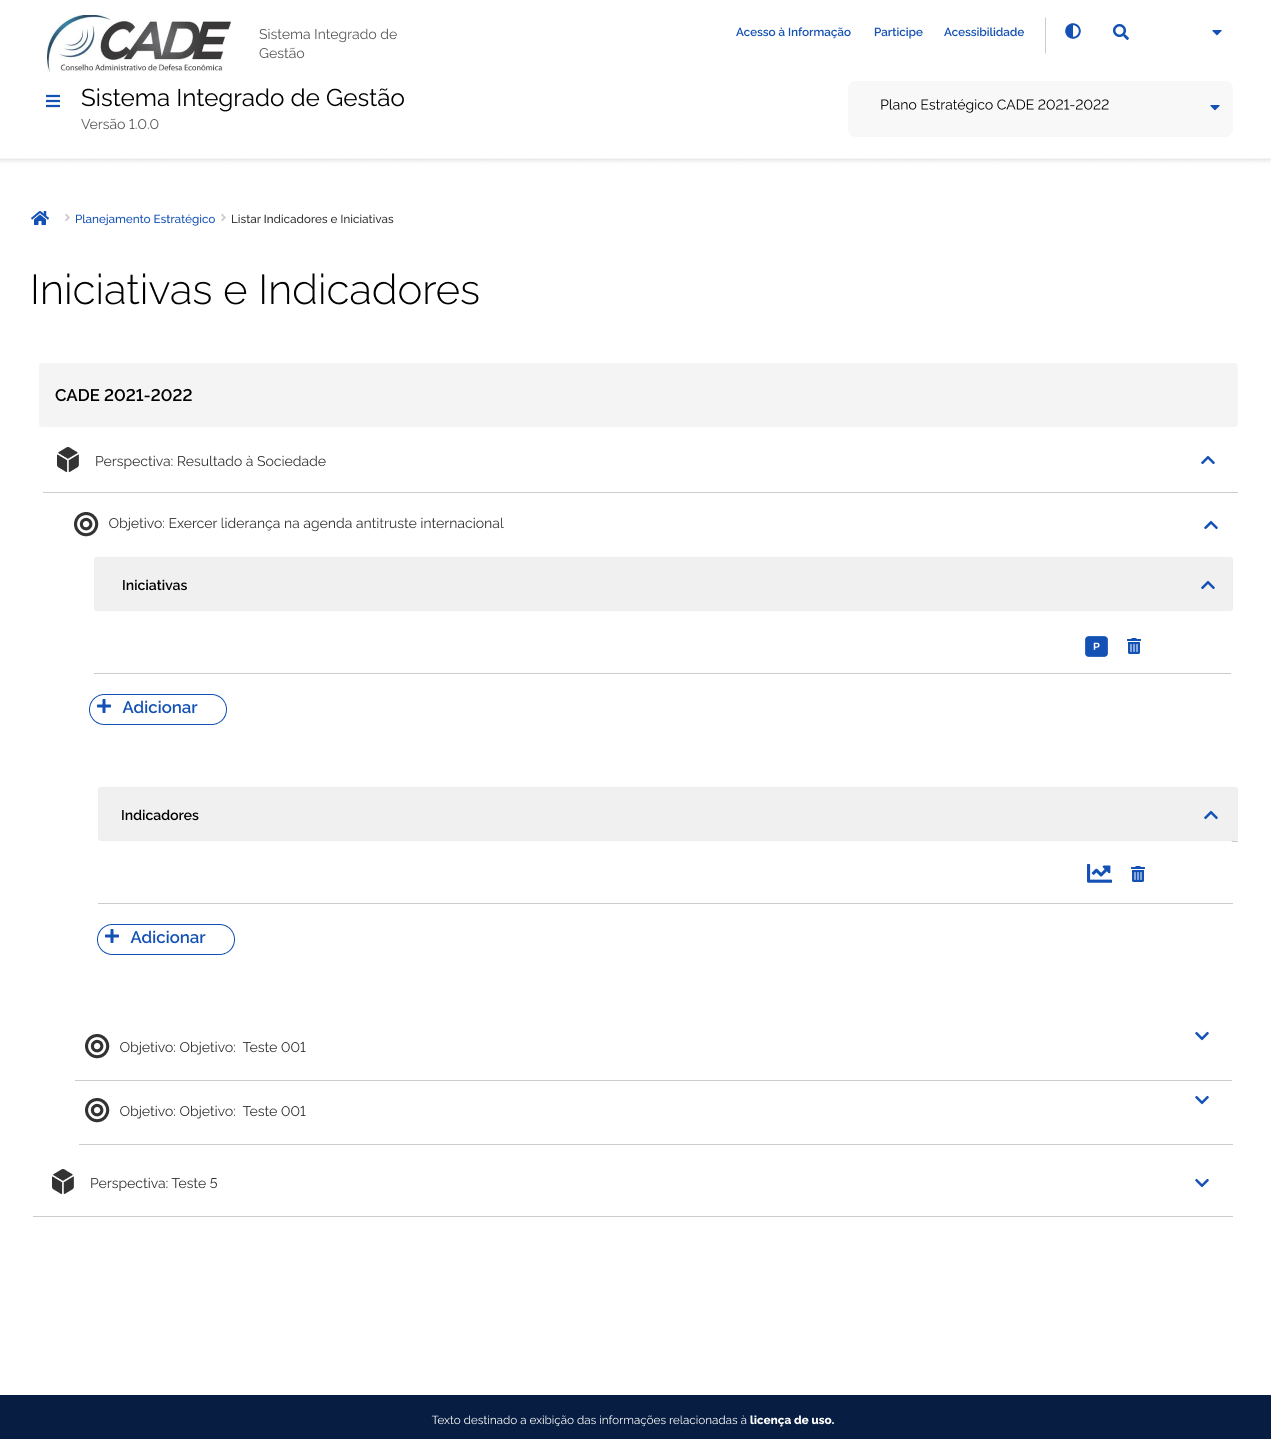 CADE
Conselho Administrativo de Defesa Econômica
Sistema Integrado de
Gestão
Acesso à Informação
Participe
Acessibilidade
Sistema Integrado de Gestão
Versão 1.0.0
Plano Estratégico CADE 2021-2022
Planejamento Estratégico
Listar Indicadores e Iniciativas
Iniciativas e Indicadores
CADE 2021-2022
Perspectiva: Resultado à Sociedade
Objetivo: Exercer liderança na agenda antitruste internacional
Iniciativas
P
Adicionar
Indicadores
Adicionar
Objetivo: Objetivo: Teste 001
Objetivo: Objetivo: Teste 001
Perspectiva: Teste 5
Texto destinado a exibição das informações relacionadas à licença de uso.